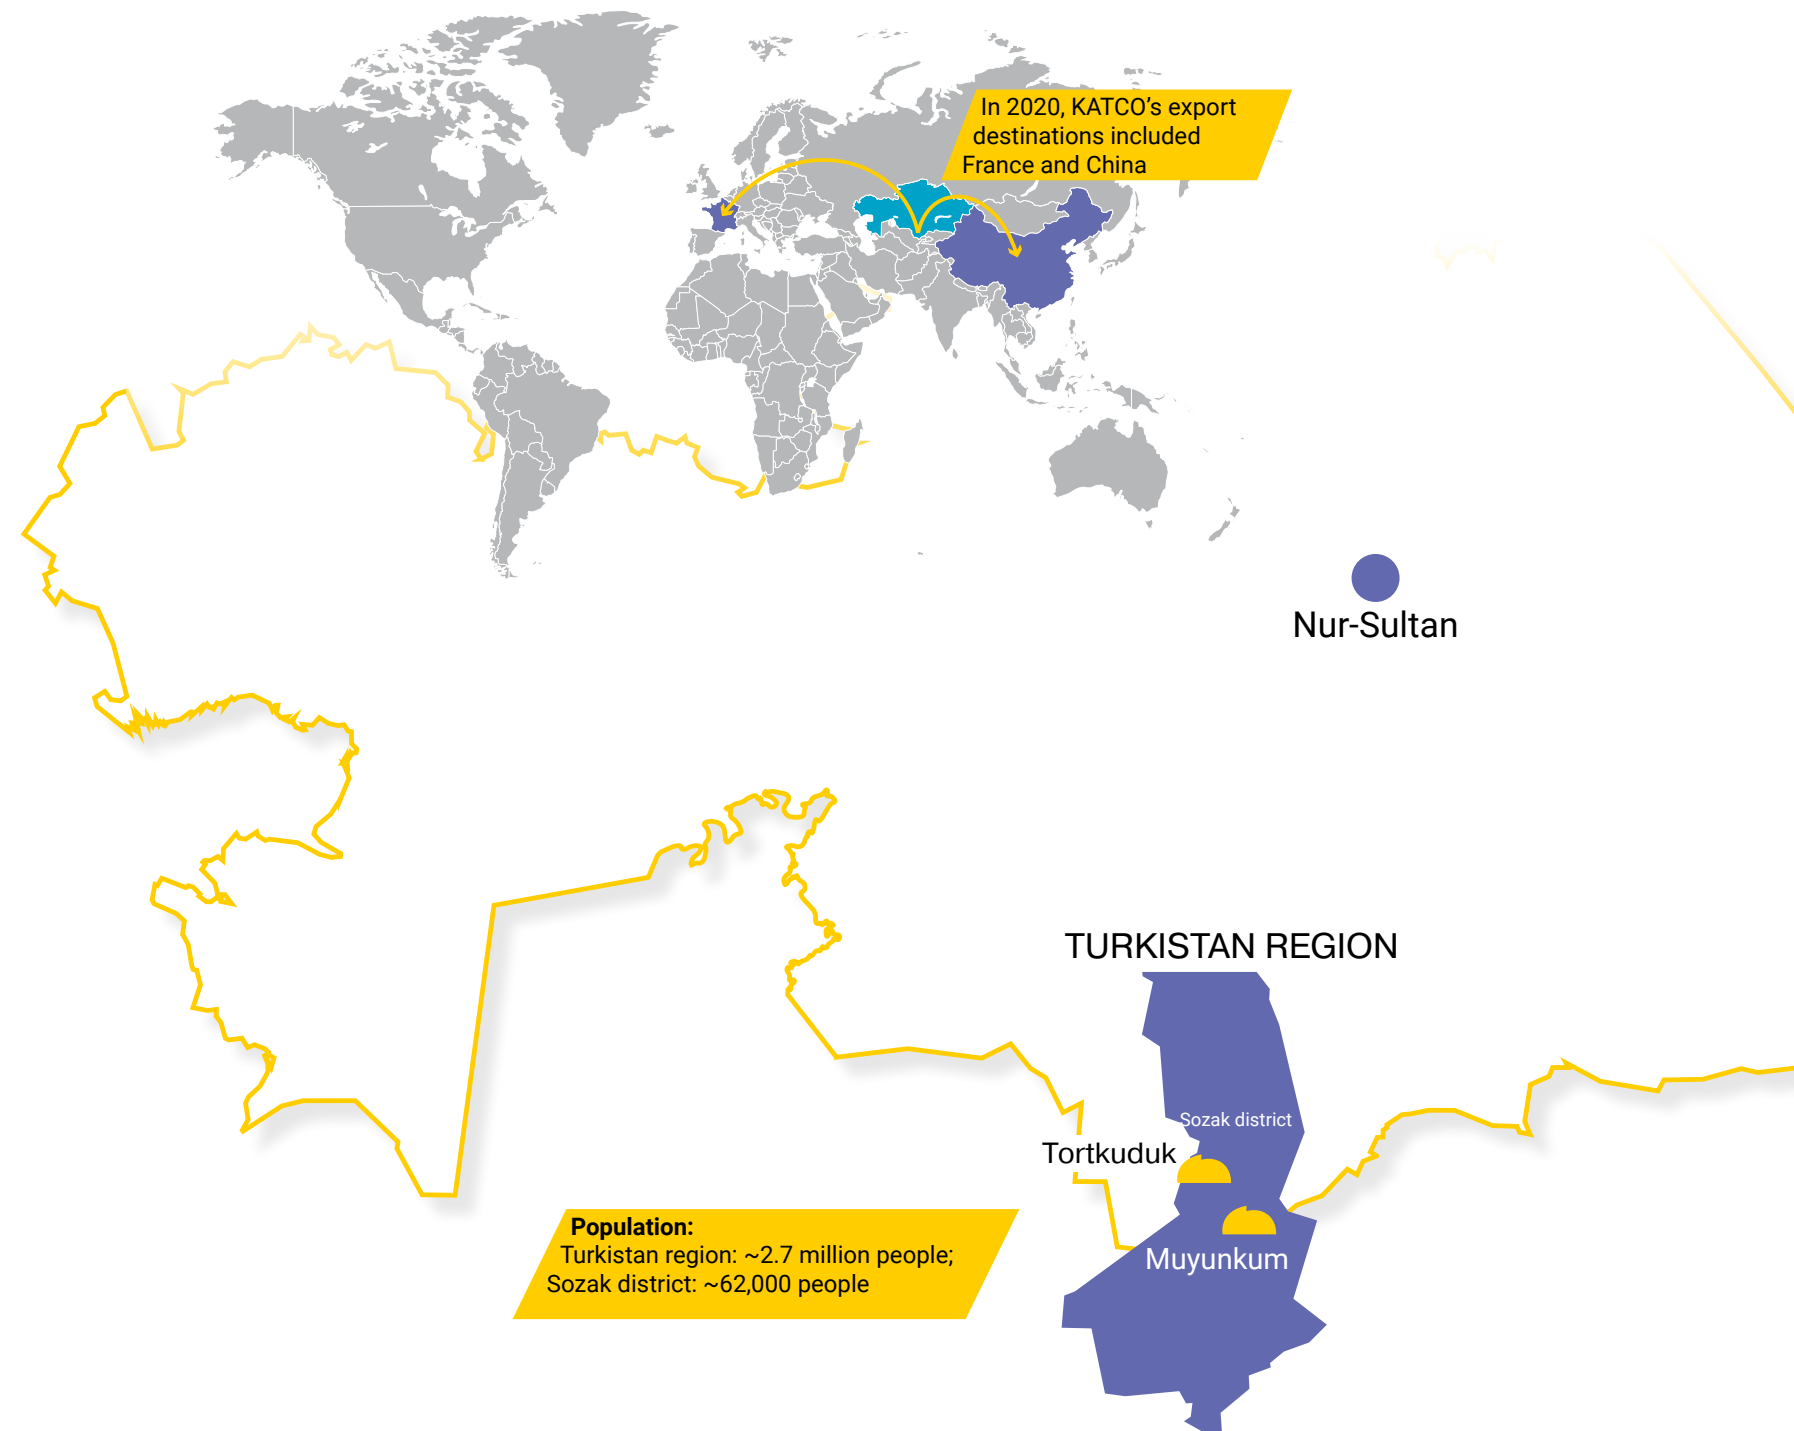 In 2020, KATCO’s export
destinations included
France and China
Nur-Sultan
TURKISTAN REGION
Sozak district
Tortkuduk
Muyunkum
Population:
Turkistan region: ~2.7 million people;
Sozak district: ~62,000 people